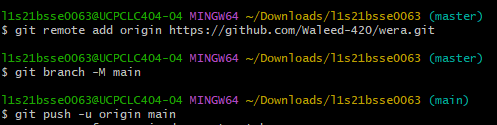 l1s21bsse0063@UCPCLC404-04 MINGW64 ~/Downloads/l1s21bsse0063 (master)
$ git remote add origin https://github.com/Waleed-420/wera.git
l1s21bsse0063@UCPCLC404-04 MINGW64 ~/Downloads/l1s21bsse0063 (master)
$ git branch -M main
l1s21bsse0063@UCPCLC404-04 MINGW64 ~/Downloads/l1s21bsse0063 (main)
$ git push -u origin main